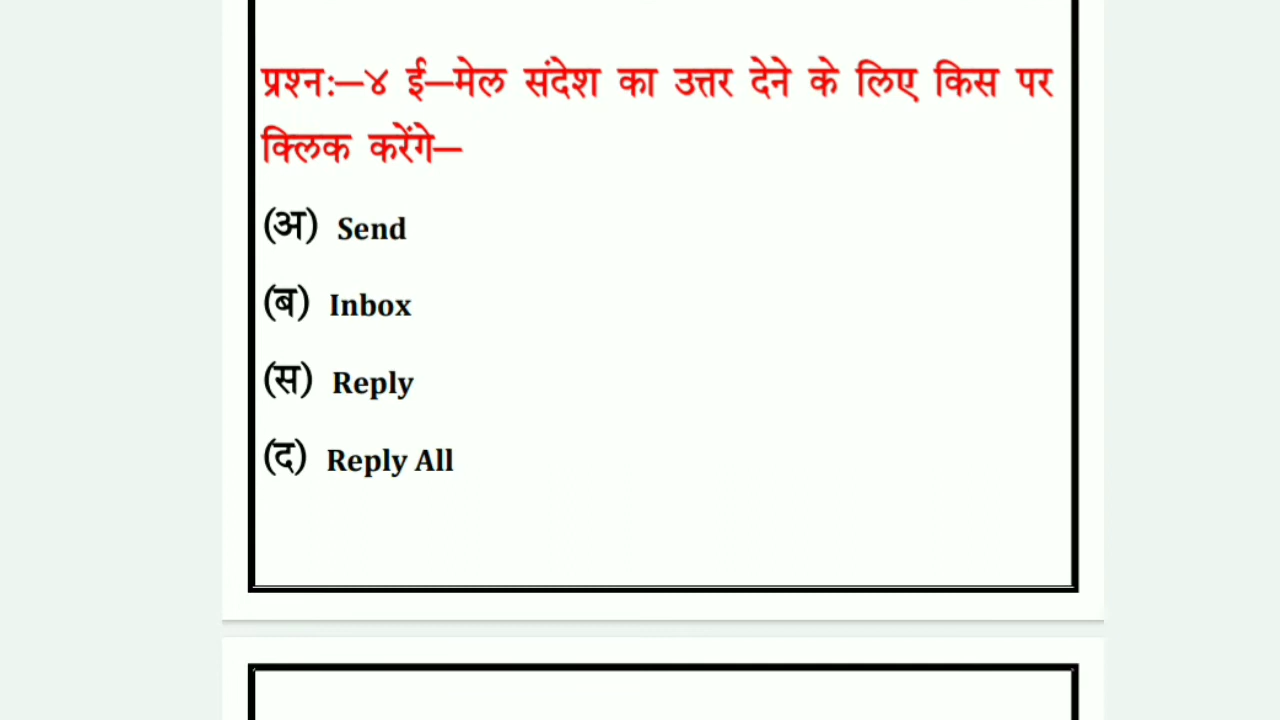 प्रश्न:–४ ई–मेल संदेश का उत्तर देने के लिए किस पर
क्लिक करेंगे–
(अ) Send
(ब) Inbox
(स) Reply
(द) Reply All